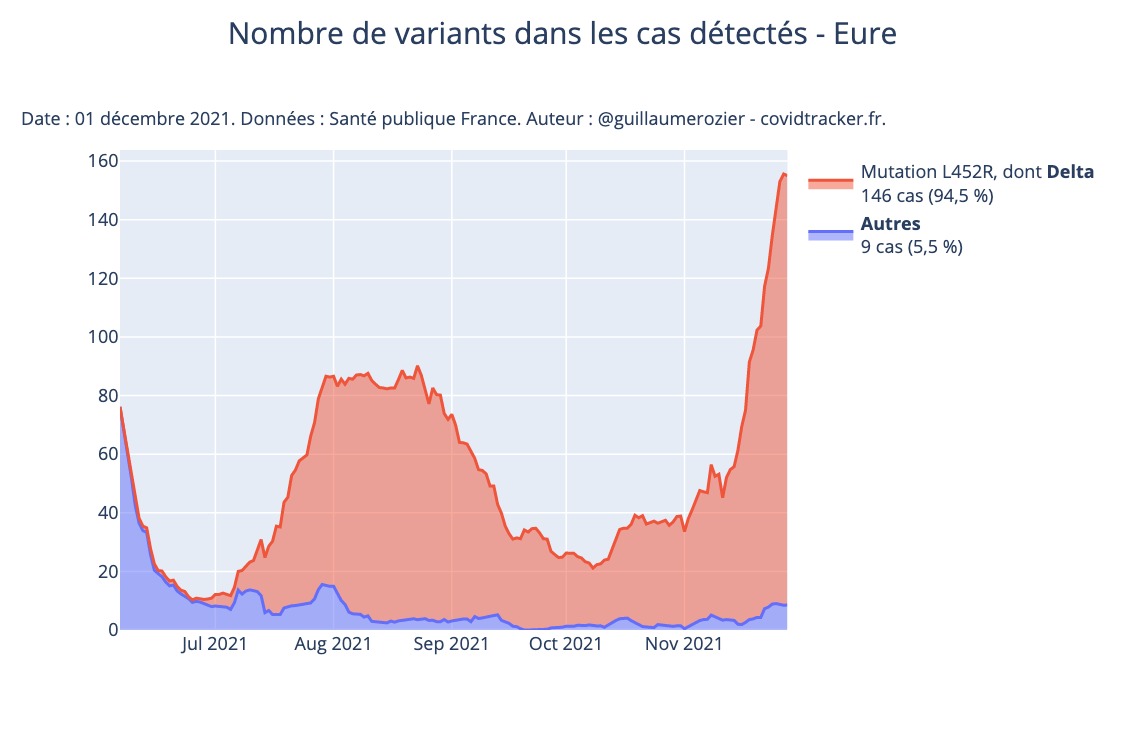 Nombre de variants dans les cas détectés - Eure
Date : 01 décembre 2021. Données : Santé publique France. Auteur : @guillaumerozier - covidtracker.fr.
160
140
120
100
80
60
40
20
0
Jul 2021
Aug 2021
Sep 2021
Oct 2021
Nov 2021
Mutation L452R, dont Delta
146 cas (94,5 %)
Autres
9 cas (5,5 %)